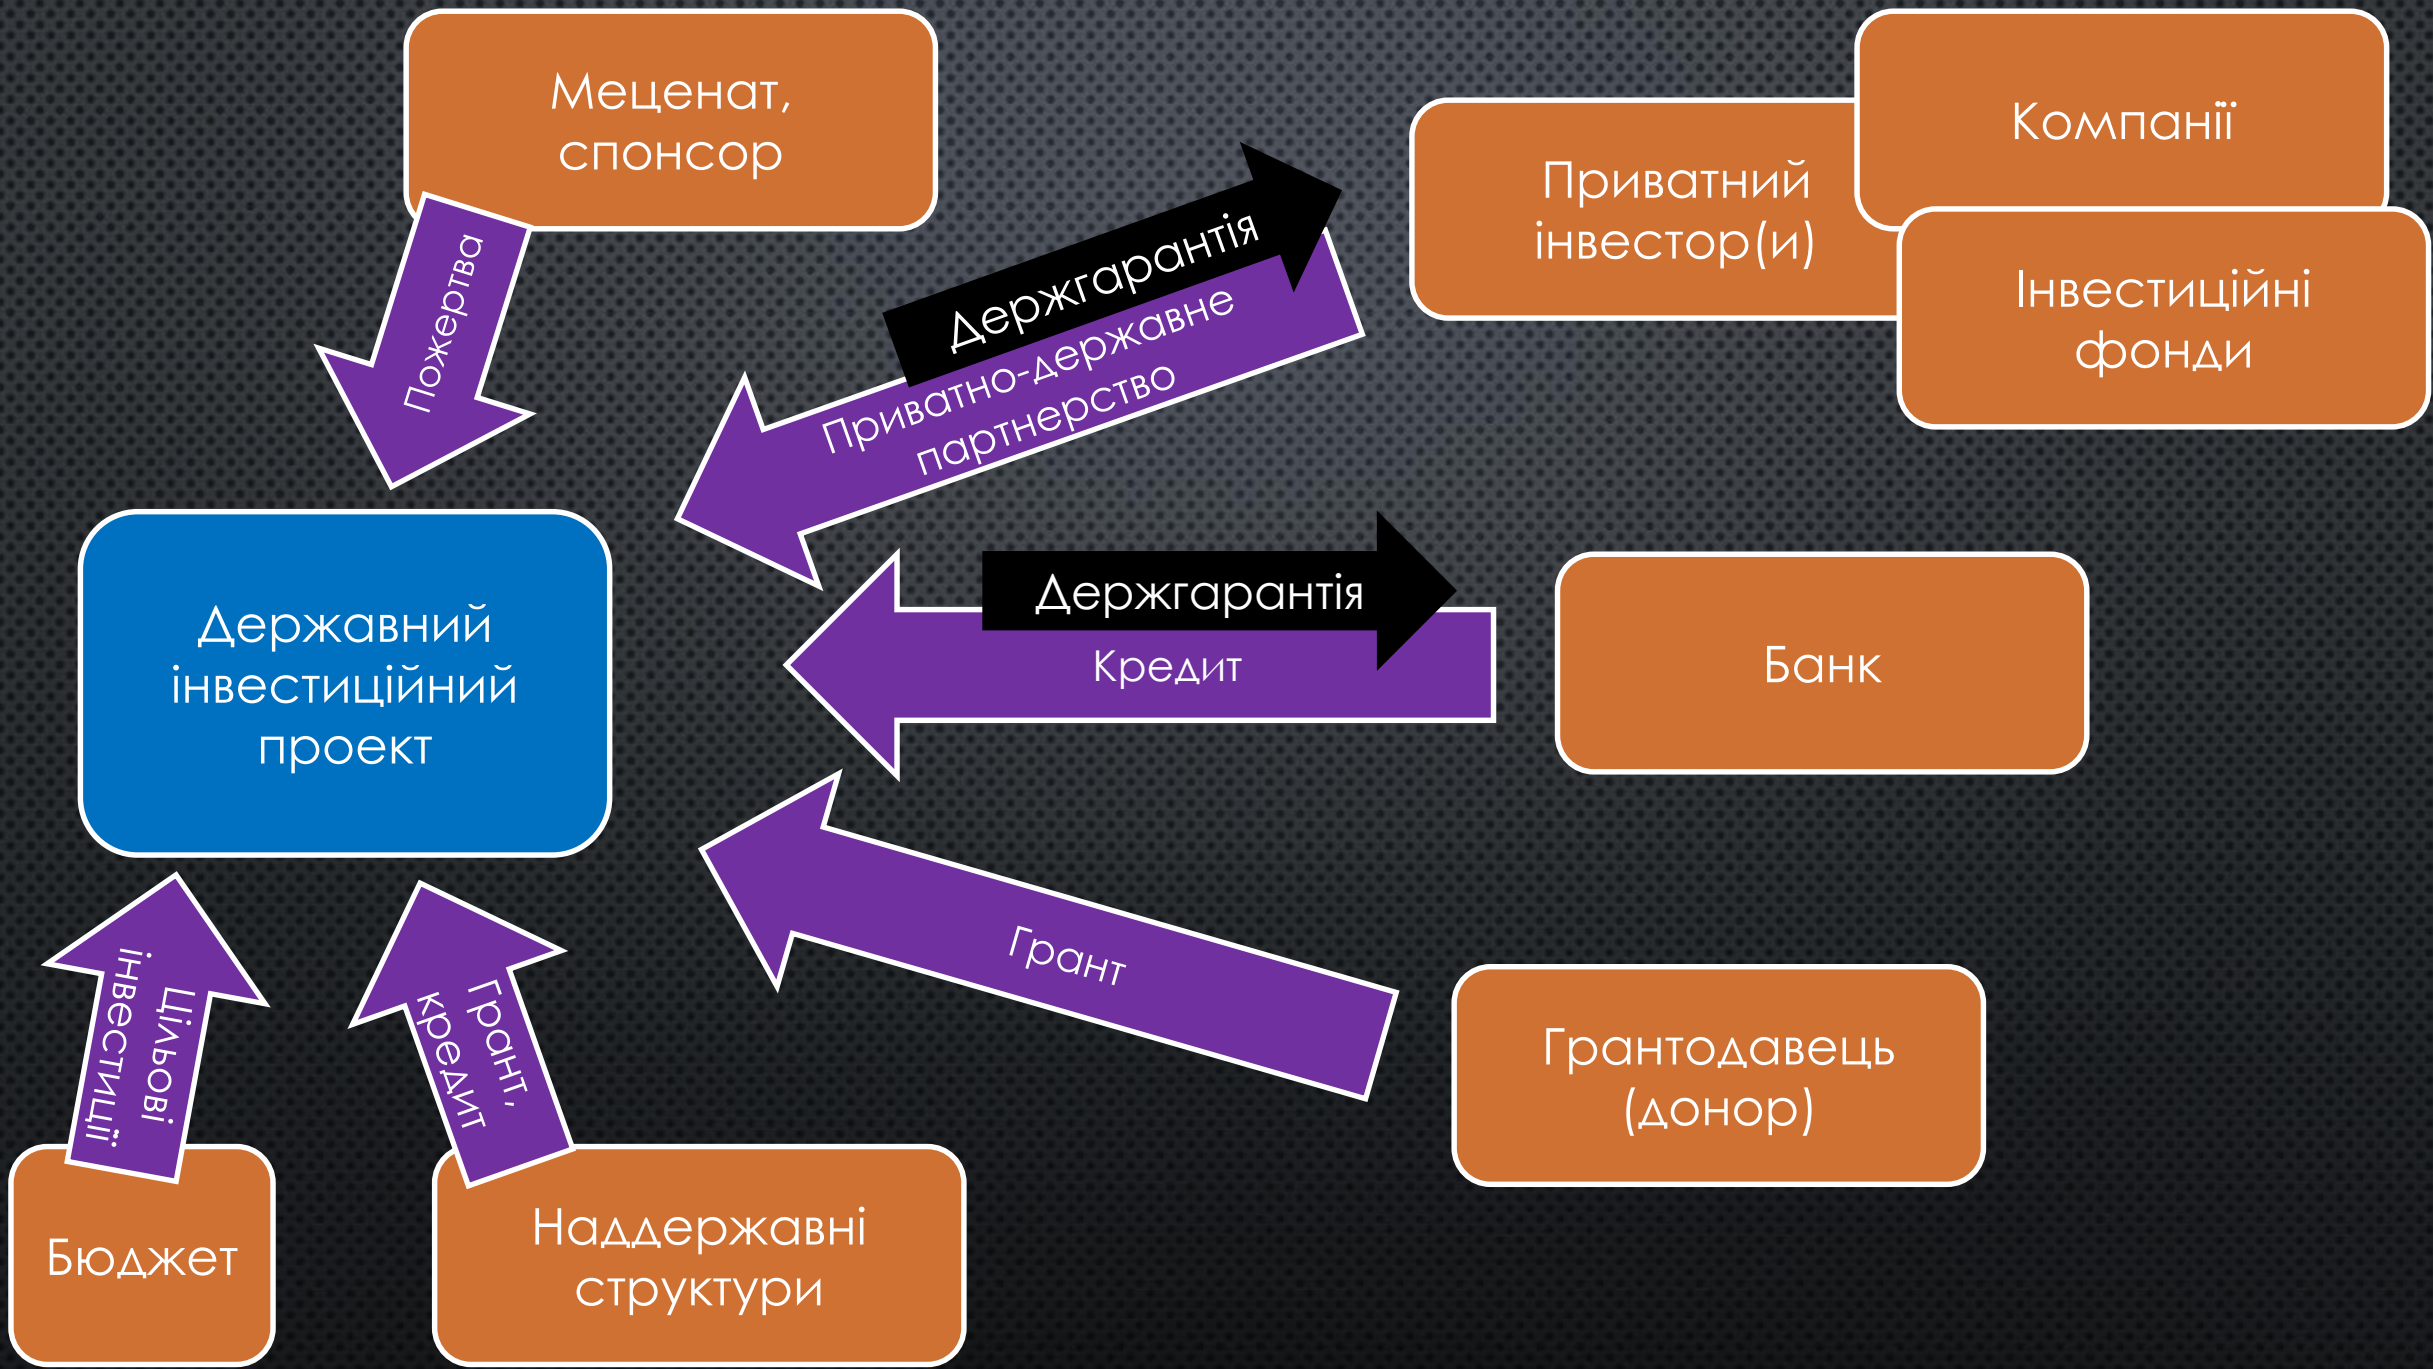 Меценат,
спонсор
Компанії
Приватний
інвестор(и)
Інвестиційні
фонди
Пожертва
Держгарантія
Приватно-державне
партнерство
Державний
інвестиційний
проект
Держгарантія
Кредит
Банк
Грант
Грантодавець
(донор)
Цільові
інвестиції
Грант,
кредит
Бюджет
Наддержавні
структури